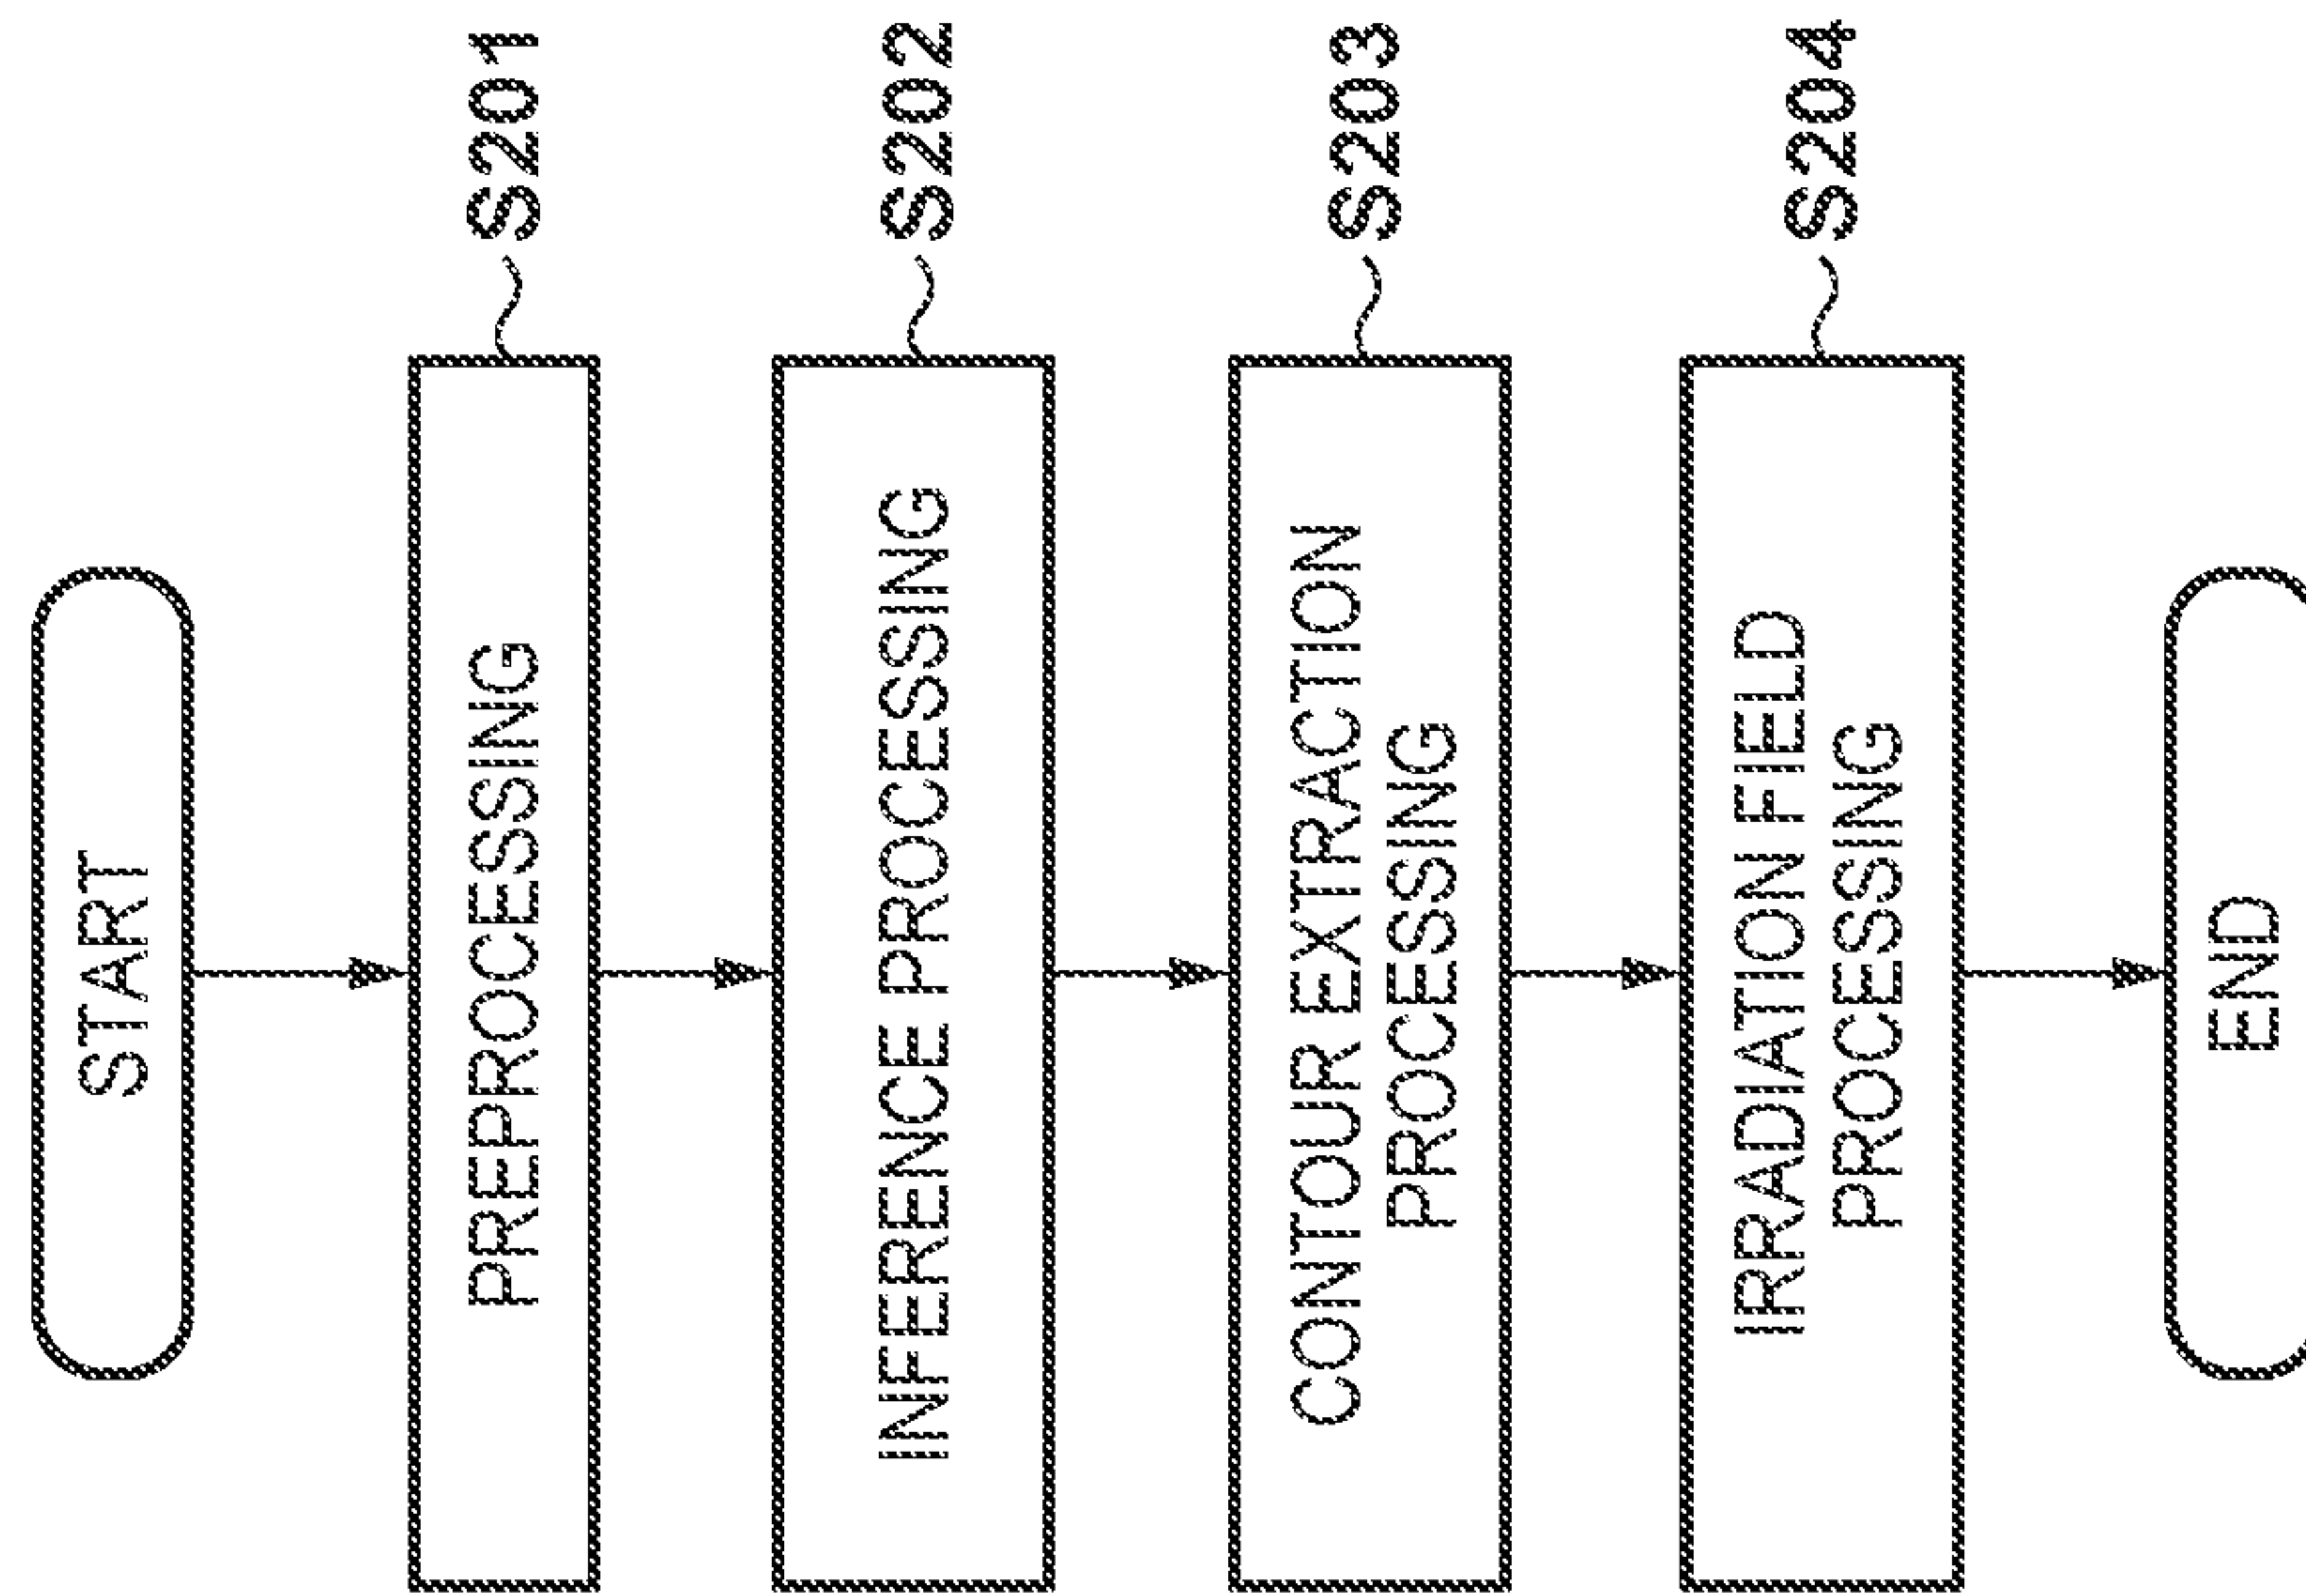 START
PREPROCESSING
S201
INFERENCE PROCESSING
S202
CONTOUR EXTRACTION
PROCESSING
S203
IRRADIATION FIELD
PROCESSING
S204
END